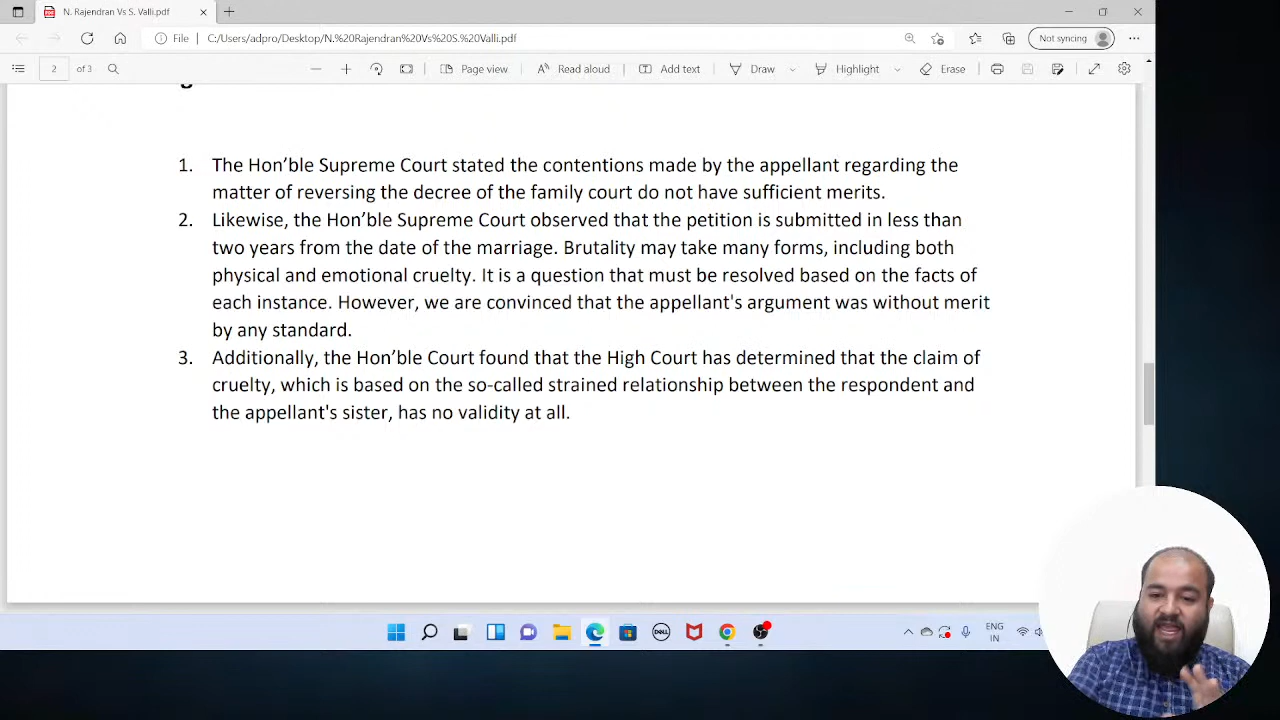 N. Rajendran Vs S. Valli.pdf
File C:/Users/adpro/Desktop/N.%20Rajendran%20Vs%20S.%20Valli.pdf Not syncing
2 of 3 Page view Read aloud Add text Draw Highlight Erase
1. The Hon’ble Supreme Court stated the contentions made by the appellant regarding the
matter of reversing the decree of the family court do not have sufficient merits.
2. Likewise, the Hon’ble Supreme Court observed that the petition is submitted in less than
two years from the date of the marriage. Brutality may take many forms, including both
physical and emotional cruelty. It is a question that must be resolved based on the facts of
each instance. However, we are convinced that the appellant's argument was without merit
by any standard.
3. Additionally, the Hon’ble Court found that the High Court has determined that the claim of
cruelty, which is based on the so-called strained relationship between the respondent and
the appellant's sister, has no validity at all.
DELL
ENG
IN